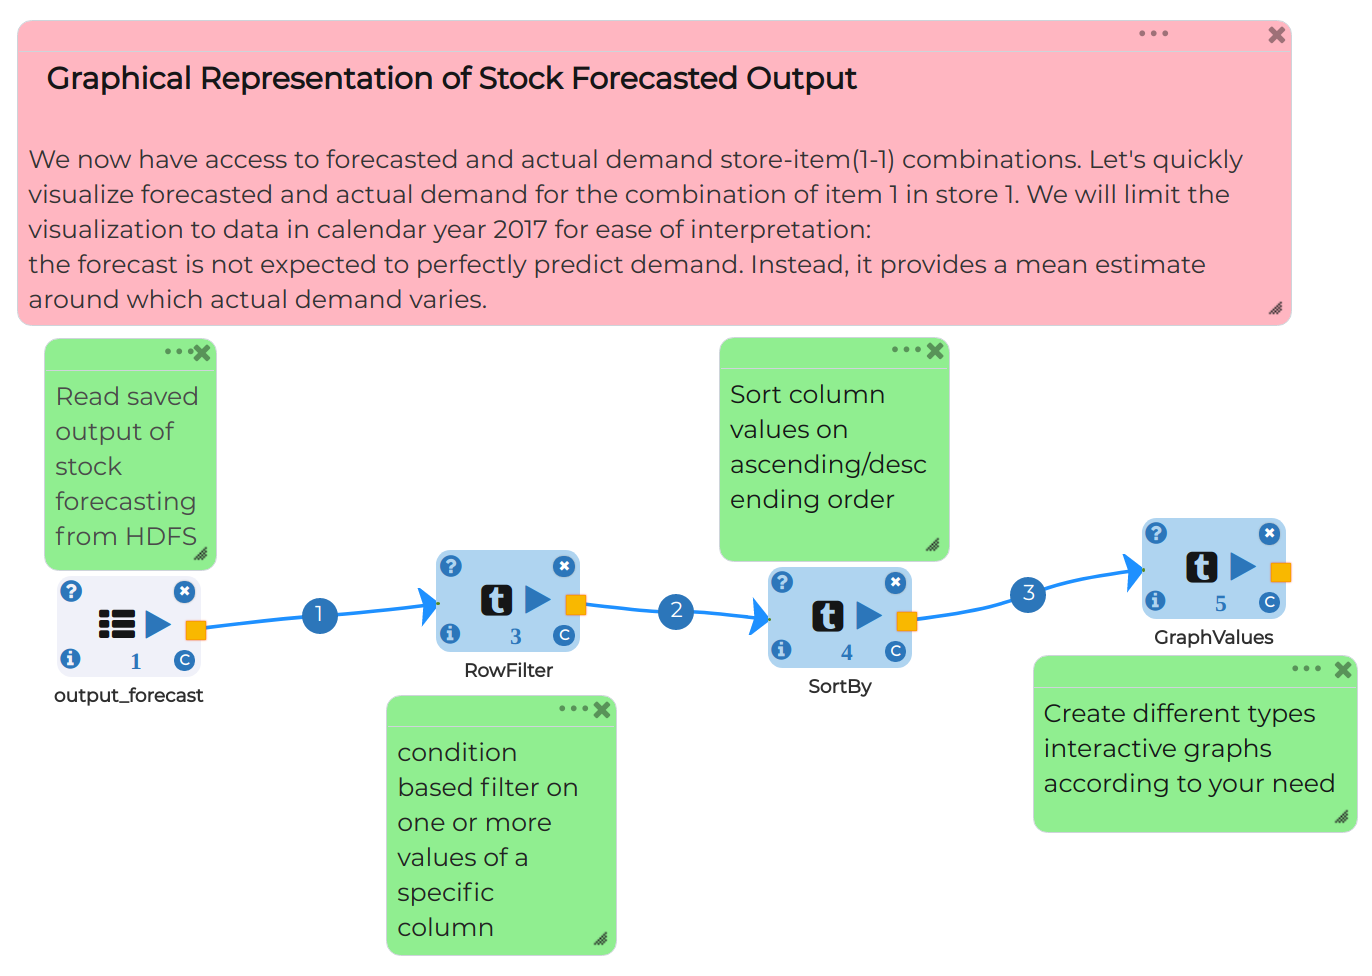 Graphical Representation of Stock Forecasted Output
We now have access to forecasted and actual demand store-item(1-1) combinations. Let's quickly
visualize forecasted and actual demand for the combination of item 1 in store 1. We will limit the
visualization to data in calendar year 2017 for ease of interpretation:
the forecast is not expected to perfectly predict demand. Instead, it provides a mean estimate
around which actual demand varies.
Read saved
output of
stock
forecasting
from HDFS
Sort column
values on
ascending/desc
ending order
?
i
1
C
output_forecast
1
?
t
i
3
C
RowFilter
2
?
t
i
4
C
SortBy
3
?
t
i
5
C
GraphValues
condition
based filter on
one or more
values of a
specific
column
Create different types
interactive graphs
according to your need